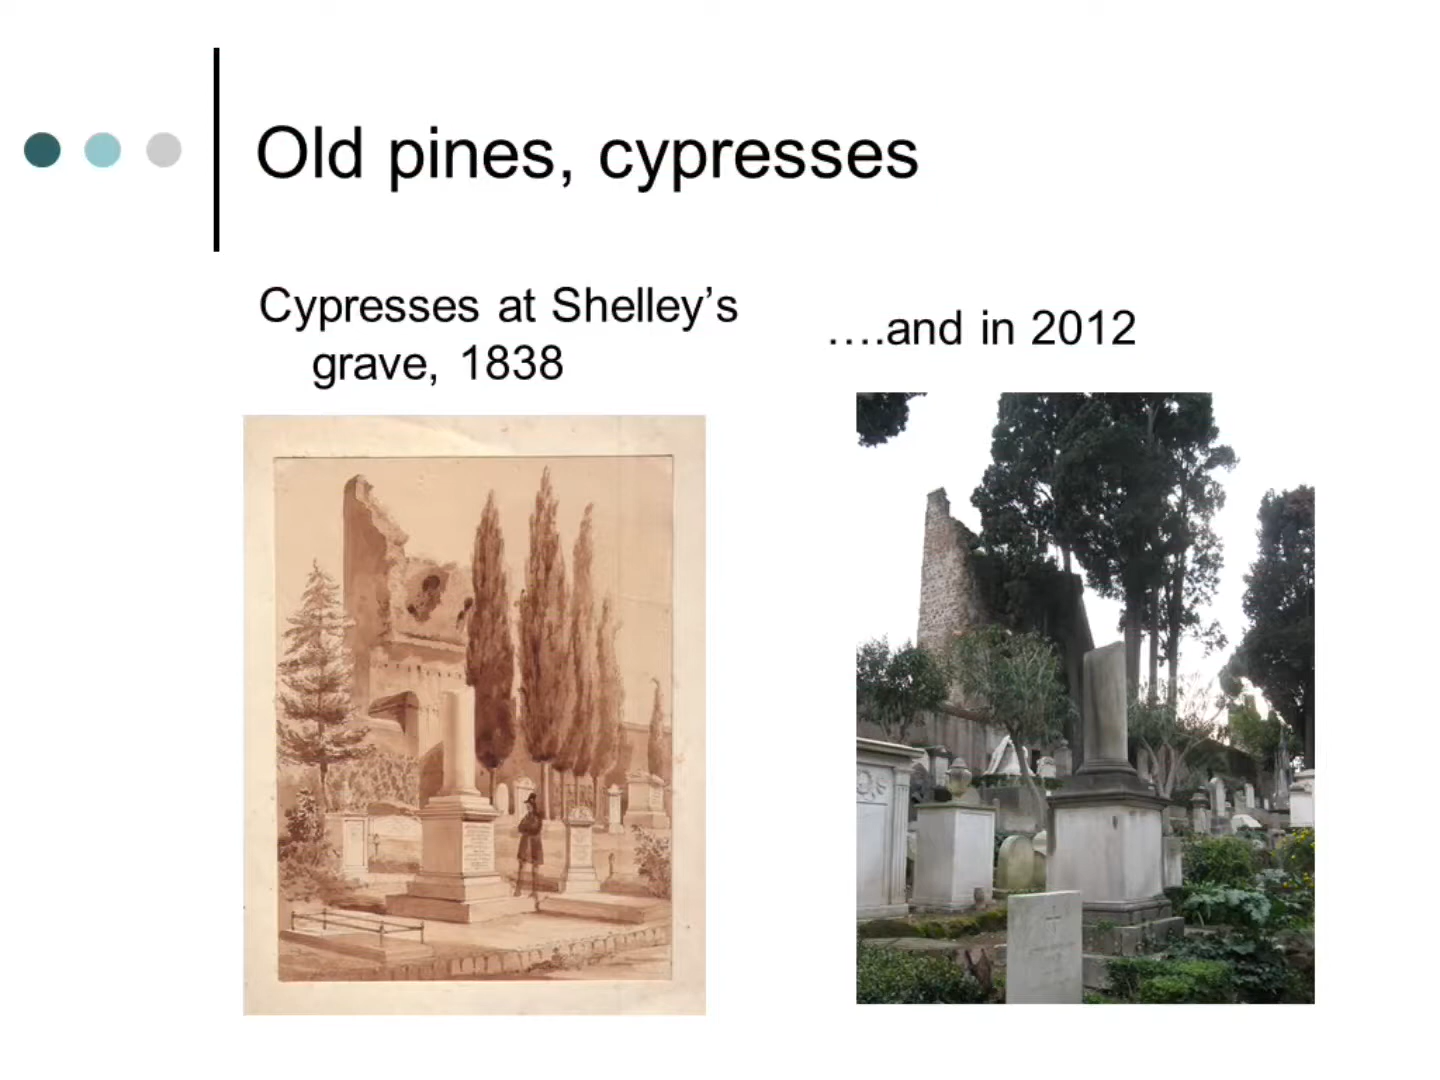 Old pines, cypresses
Cypresses at Shelley’s
grave, 1838
….and in 2012